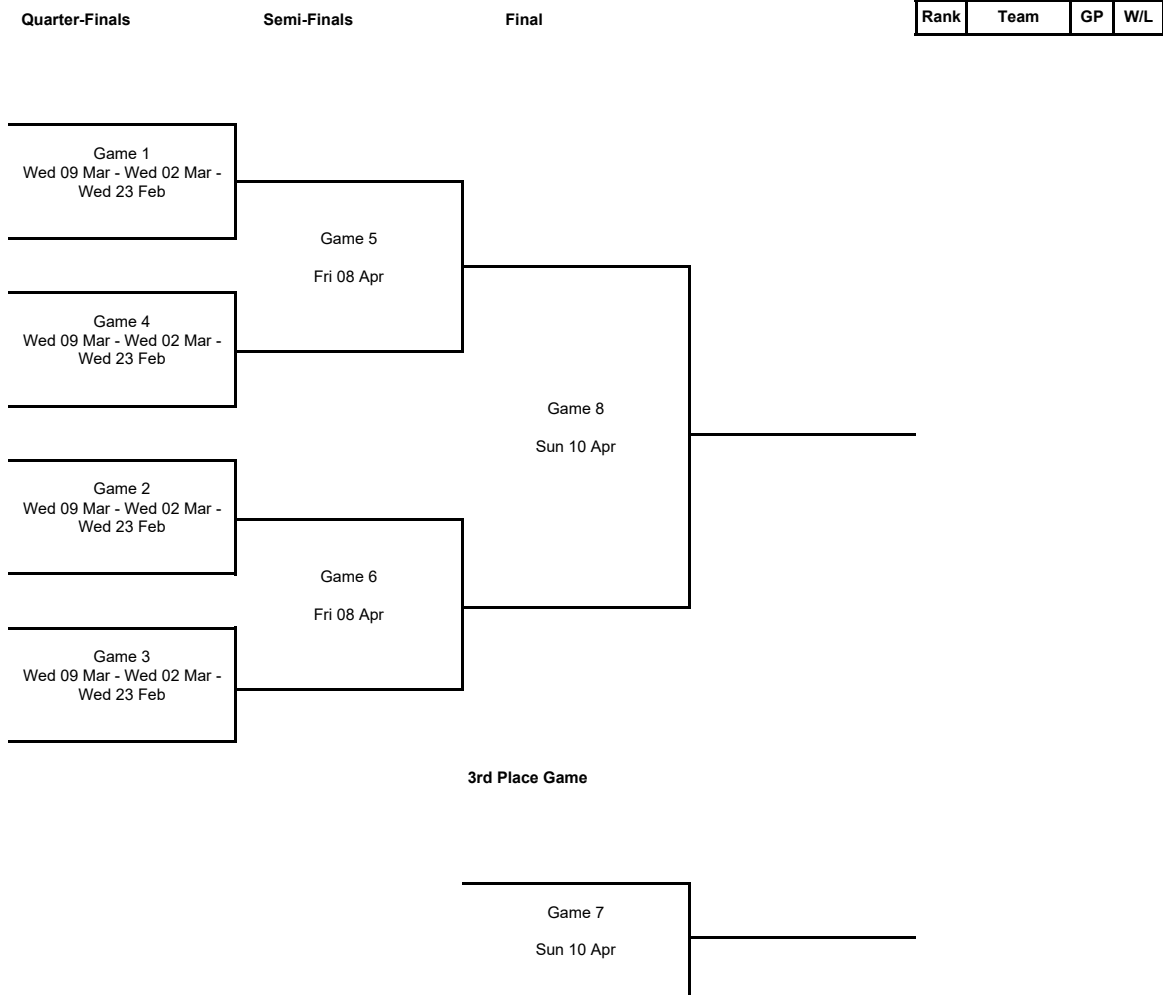 Quarter-Finals Semi-Finals Final
Rank Team GP W/L
Game 1
Wed 09 Mar - Wed 02 Mar -
Wed 23 Feb
Game 5
Fri 08 Apr
Game 4
Wed 09 Mar - Wed 02 Mar -
Wed 23 Feb
Game 8
Sun 10 Apr
Game 2
Wed 09 Mar - Wed 02 Mar -
Wed 23 Feb
Game 6
Fri 08 Apr
Game 3
Wed 09 Mar - Wed 02 Mar -
Wed 23 Feb
3rd Place Game
Game 7
Sun 10 Apr